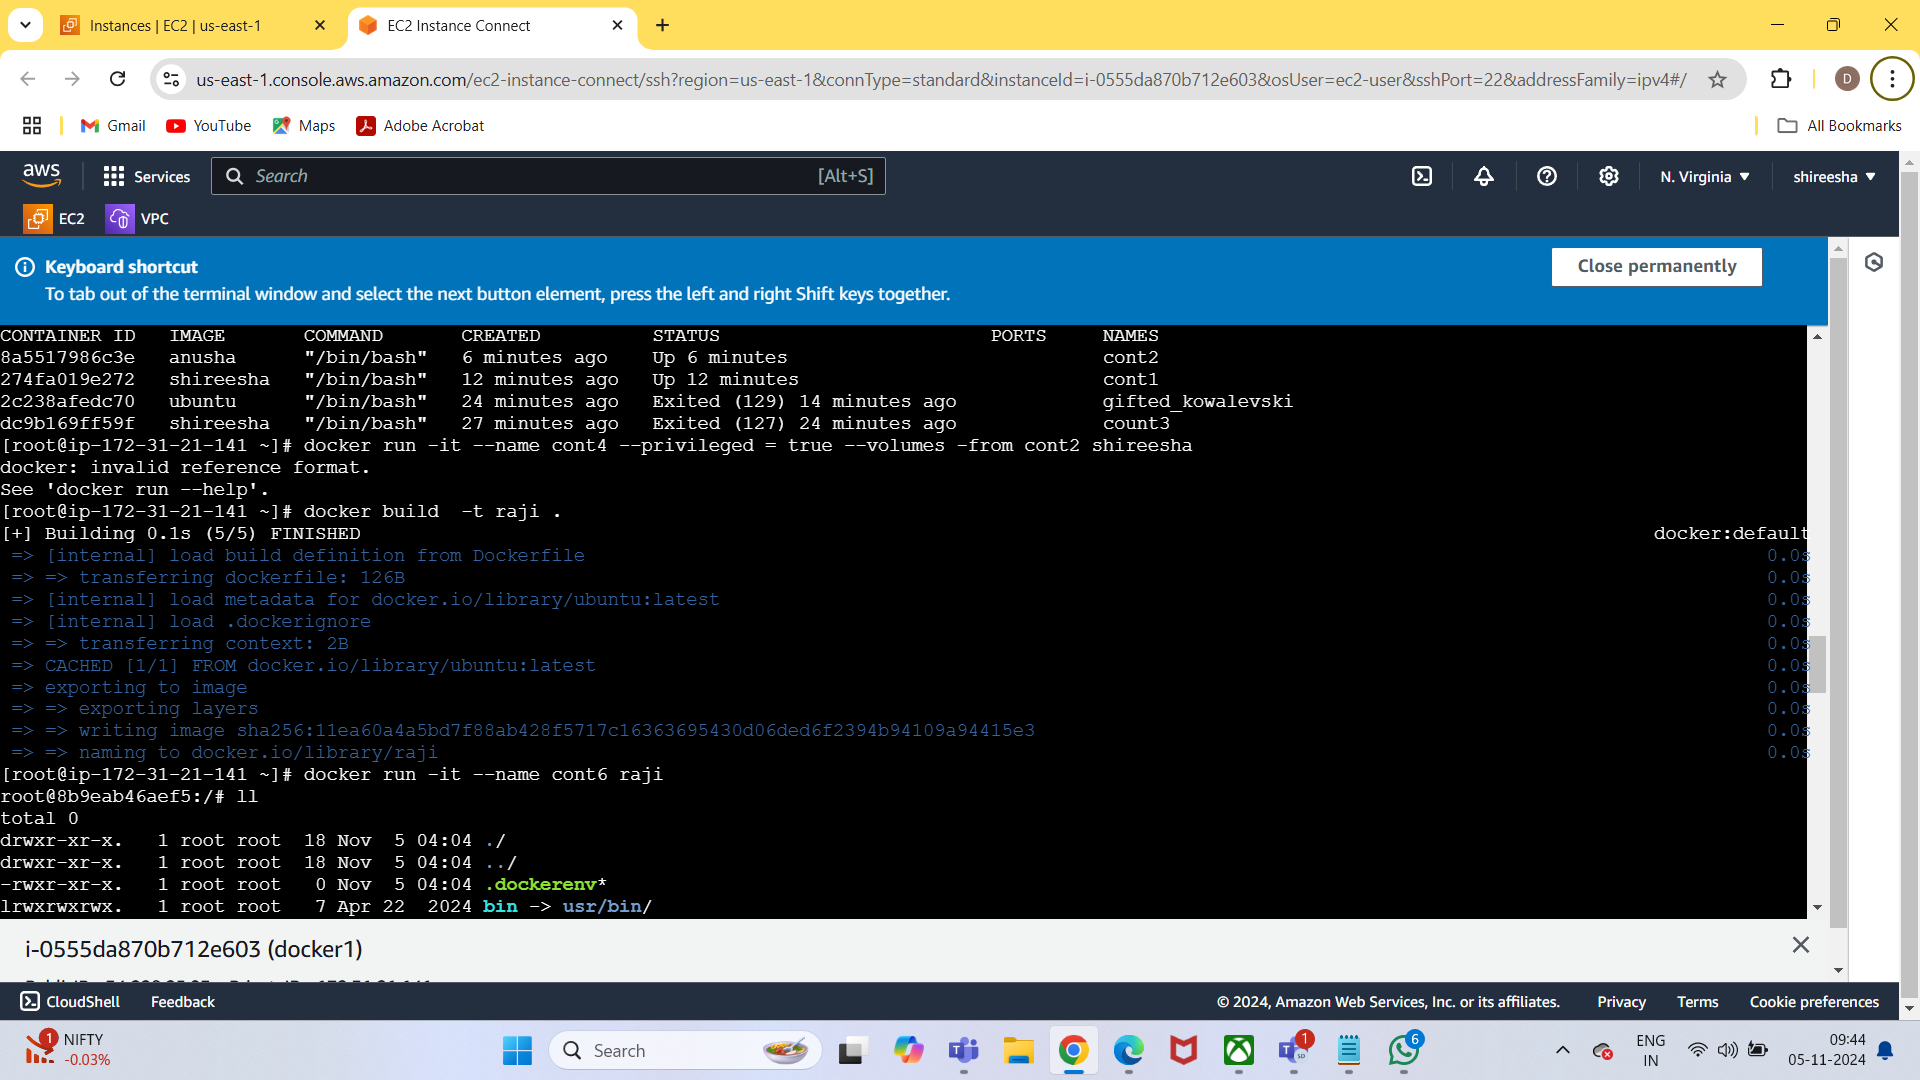 Instances | EC2 | us-east-1
EC2 Instance Connect
us-east-1.console.aws.amazon.com/ec2-instance-connect/ssh?region=us-east-1&connType=standard&instanceId=i-0555da870b712e603&osUser=ec2-user&sshPort=22&addressFamily=ipv4#/
D
Gmail
YouTube
Maps
Adobe Acrobat
All Bookmarks
aws
Services
Search
[Alt+S]
N. Virginia
shireesha
EC2
VPC
Keyboard shortcut
To tab out of the terminal window and select the next button element, press the left and right Shift keys together.
Close permanently
CONTAINER ID   IMAGE       COMMAND       CREATED          STATUS                        PORTS     NAMES
8a5517986c3e   anusha      "/bin/bash"   6 minutes ago    Up 6 minutes                            cont2
274fa019e272   shireesha   "/bin/bash"   12 minutes ago   Up 12 minutes                           cont1
2c238afedc70   ubuntu      "/bin/bash"   24 minutes ago   Exited (129) 14 minutes ago             gifted_kowalevski
dc9b169ff59f   shireesha   "/bin/bash"   27 minutes ago   Exited (127) 24 minutes ago             count3
[root@ip-172-31-21-141 ~]# docker run -it --name cont4 --privileged = true --volumes -from cont2 shireesha
docker: invalid reference format.
See 'docker run --help'.
[root@ip-172-31-21-141 ~]# docker build  -t raji .
[+] Building 0.1s (5/5) FINISHED docker:default
=> [internal] load build definition from Dockerfile 0.0s
=> => transferring dockerfile: 126B 0.0s
=> [internal] load metadata for docker.io/library/ubuntu:latest 0.0s
=> [internal] load .dockerignore 0.0s
=> => transferring context: 2B 0.0s
=> CACHED [1/1] FROM docker.io/library/ubuntu:latest 0.0s
=> exporting to image 0.0s
=> => exporting layers 0.0s
=> => writing image sha256:11ea60a4a5bd7f88ab428f5717c16363695430d06ded6f2394b94109a94415e3 0.0s
=> => naming to docker.io/library/raji 0.0s
[root@ip-172-31-21-141 ~]# docker run -it --name cont6 raji
root@8b9eab46aef5:/# ll
total 0
drwxr-xr-x.   1 root root  18 Nov  5 04:04 ./
drwxr-xr-x.   1 root root  18 Nov  5 04:04 ../
-rwxr-xr-x.   1 root root   0 Nov  5 04:04 .dockerenv*
lrwxrwxrwx.   1 root root   7 Apr 22  2024 bin -> usr/bin/
i-0555da870b712e603 (docker1)
CloudShell
Feedback
© 2024, Amazon Web Services, Inc. or its affiliates.
Privacy
Terms
Cookie preferences
1
NIFTY
-0.03%
Search
1
6
ENG
IN
09:44
05-11-2024